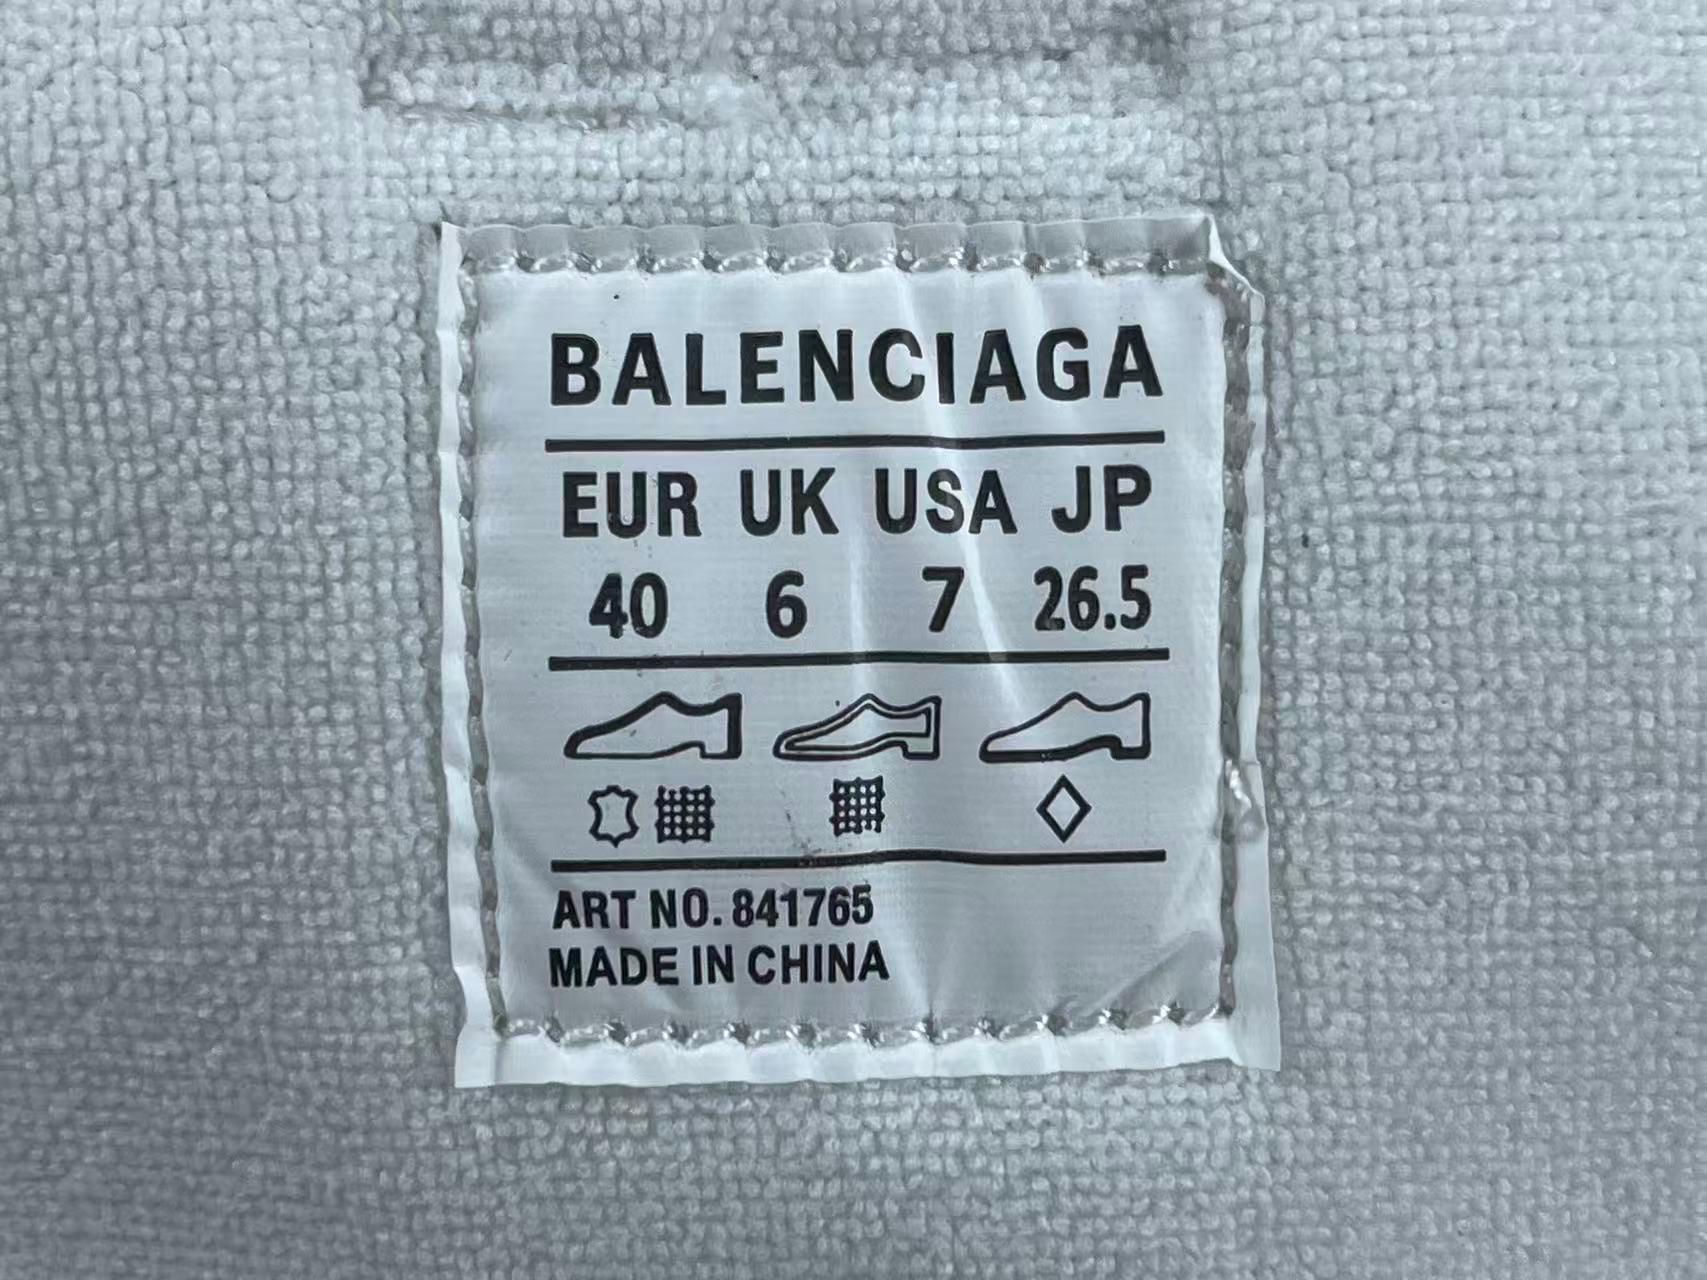 BALENCIAGA
EUR UK USA JP
40 6 7 26.5
ART NO. 841765
MADE IN CHINA